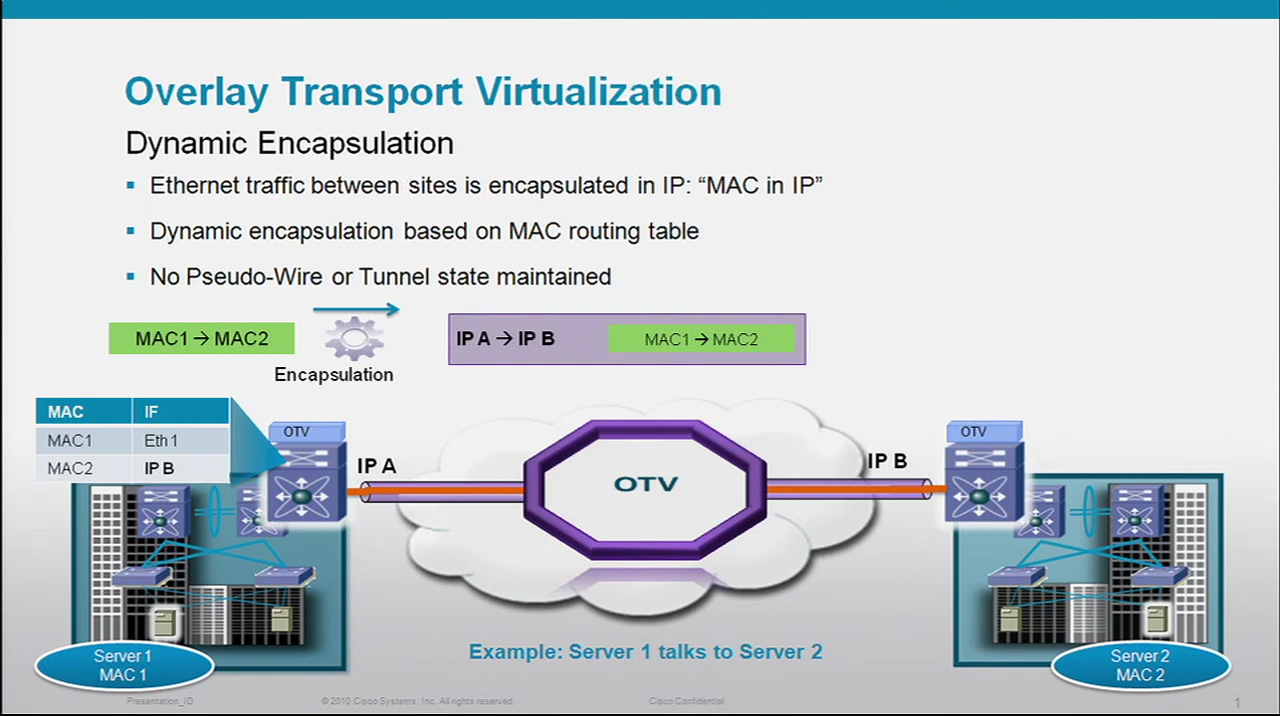 Overlay Transport Virtualization
Dynamic Encapsulation
▪ Ethernet traffic between sites is encapsulated in IP: “MAC in IP”
▪ Dynamic encapsulation based on MAC routing table
▪ No Pseudo-Wire or Tunnel state maintained
MAC1 → MAC2
Encapsulation
IP A → IP B
MAC1 → MAC2
MAC IF
MAC1 Eth1
MAC2 IP B
OTV
IP A
OTV
IP B
OTV
Example: Server 1 talks to Server 2
Server 1
MAC 1
Server 2
MAC 2
Presentation_ID
© 2010 Cisco Systems, Inc. All rights reserved.
Cisco Confidential
1